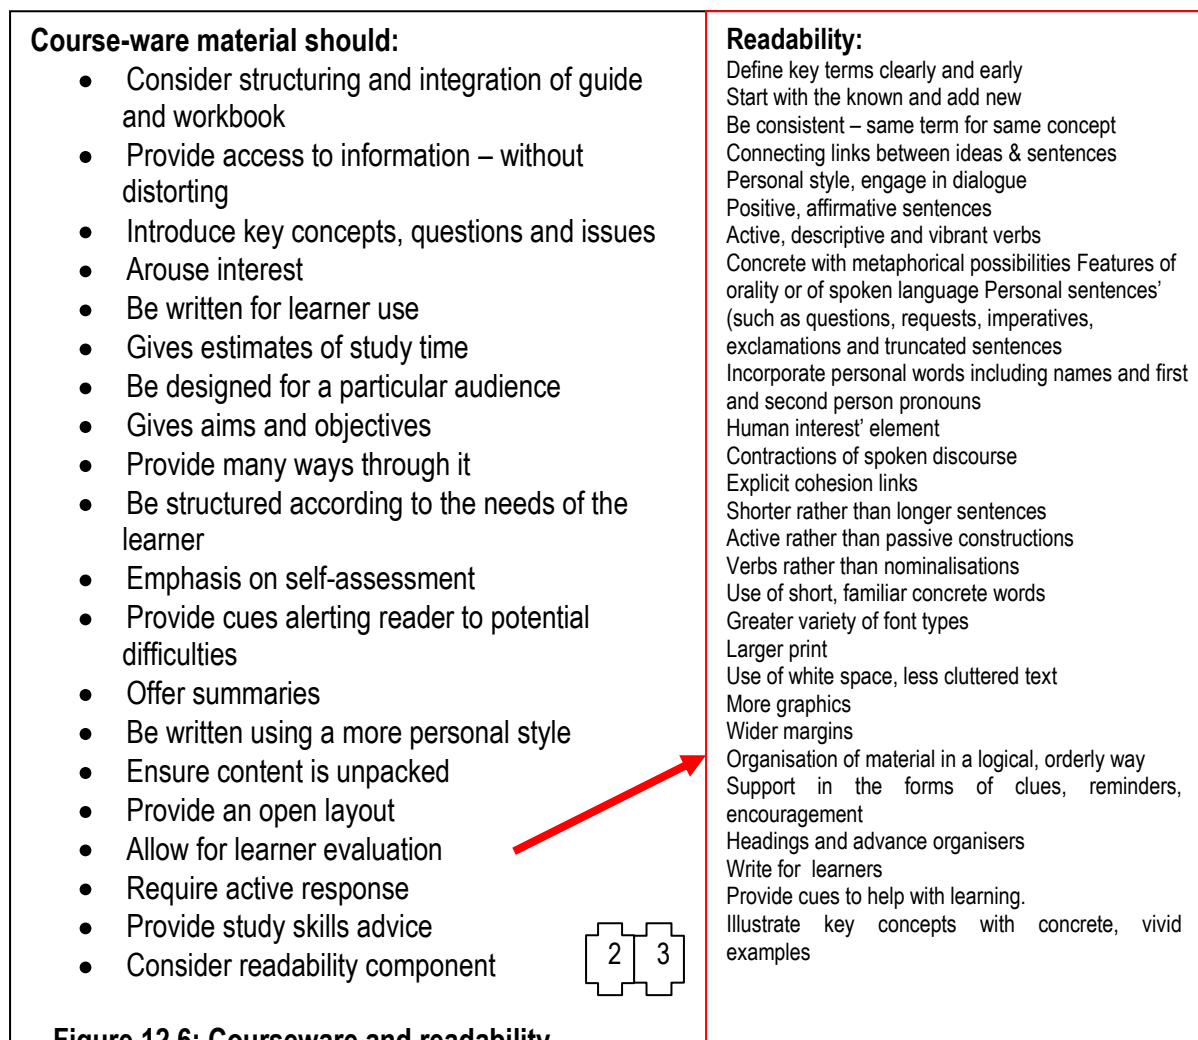 Course-ware material should:
● Consider structuring and integration of guide
and workbook
● Provide access to information – without
distorting
● Introduce key concepts, questions and issues
● Arouse interest
● Be written for learner use
● Gives estimates of study time
● Be designed for a particular audience
● Gives aims and objectives
● Provide many ways through it
● Be structured according to the needs of the
learner
● Emphasis on self-assessment
● Provide cues alerting reader to potential
difficulties
● Offer summaries
● Be written using a more personal style
● Ensure content is unpacked
● Provide an open layout
● Allow for learner evaluation
● Require active response
● Provide study skills advice
● Consider readability component
2 3
Figure 12.6: Courseware and readability
Readability:
Define key terms clearly and early
Start with the known and add new
Be consistent – same term for same concept
Connecting links between ideas & sentences
Personal style, engage in dialogue
Positive, affirmative sentences
Active, descriptive and vibrant verbs
Concrete with metaphorical possibilities Features of
orality or of spoken language Personal sentences’
(such as questions, requests, imperatives,
exclamations and truncated sentences
Incorporate personal words including names and first
and second person pronouns
Human interest’ element
Contractions of spoken discourse
Explicit cohesion links
Shorter rather than longer sentences
Active rather than passive constructions
Verbs rather than nominalisations
Use of short, familiar concrete words
Greater variety of font types
Larger print
Use of white space, less cluttered text
More graphics
Wider margins
Organisation of material in a logical, orderly way
Support in the forms of clues, reminders,
encouragement
Headings and advance organisers
Write for learners
Provide cues to help with learning.
Illustrate key concepts with concrete, vivid
examples